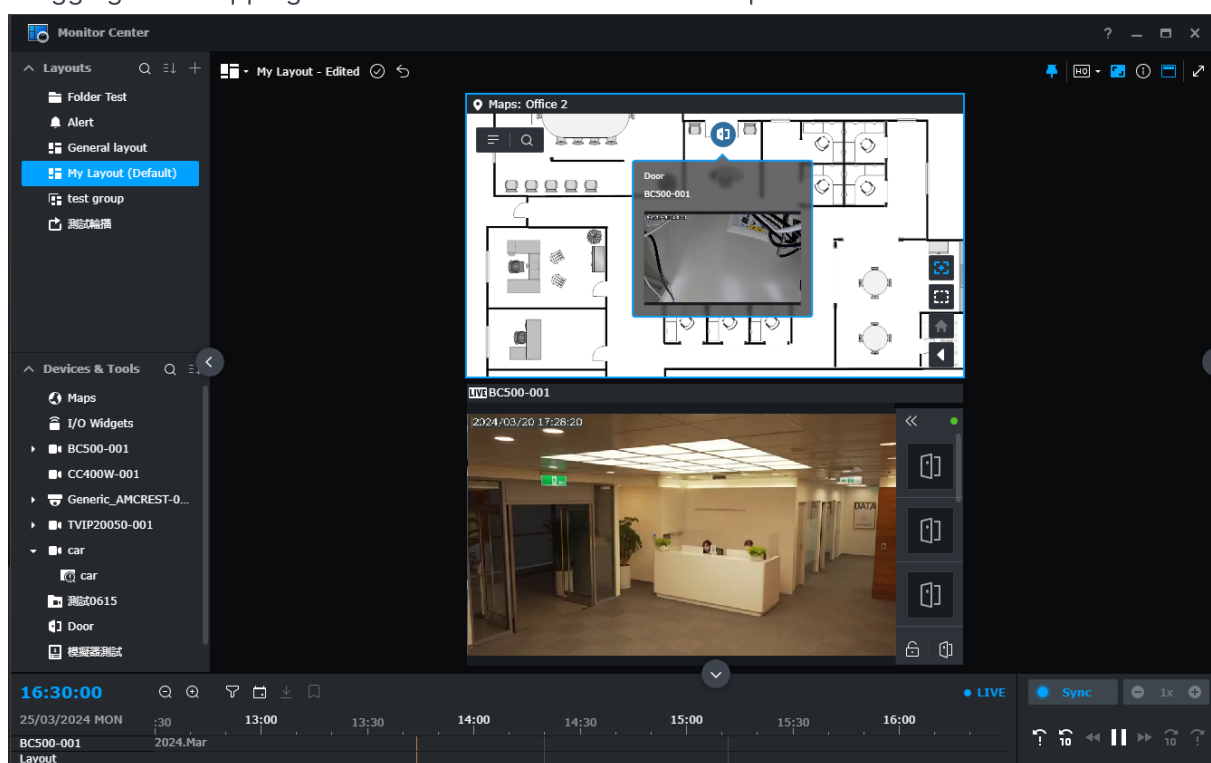 Monitor Center
Layouts
My Layout - Edited
HQ
Folder Test
Alert
General layout
My Layout (Default)
test group
測試輪播
Maps: Office 2
Door
BC500-001
Devices & Tools
Maps
I/O Widgets
BC500-001
CC400W-001
Generic_AMCREST-0...
TVIP20050-001
car
car
測試0615
Door
模擬器測試
LIVE BC500-001
2024/03/20 17:28:20
DATA
16:30:00
LIVE
Sync
1x
25/03/2024 MON
:30
13:00
13:30
14:00
14:30
15:00
15:30
16:00
BC500-001
2024.Mar
Layout
10
10